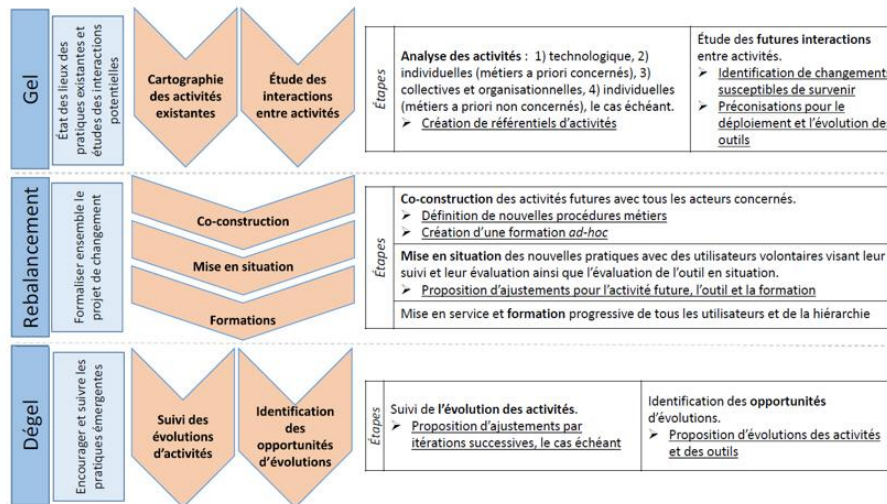 Gel
État des lieux des
pratiques existantes et
études des interactions
potentielles
Cartographie
des activités
existantes
Étude des
interactions
entre activités
Étapes
Analyse des activités : 1) technologique, 2)
individuelles (métiers a priori concernés), 3)
collectives et organisationnelles, 4) individuelles
(métiers a priori non concernés), le cas échéant.
➢ Création de référentiels d’activités
Étude des futures interactions
entre activités.
➢ Identification de changements
susceptibles de survenir
➢ Préconisations pour le
déploiement et l’évolution des
outils
Rebalancement
Formaliser ensemble le
projet de changement
Co-construction
Mise en situation
Formations
Étapes
Co-construction des activités futures avec tous les acteurs concernés.
➢ Définition de nouvelles procédures métiers
➢ Création d’une formation ad-hoc
Mise en situation des nouvelles pratiques avec des utilisateurs volontaires visant leur
suivi et leur évaluation ainsi que l’évaluation de l’outil en situation.
➢ Proposition d’ajustements pour l’activité future, l’outil et la formation
Mise en service et formation progressive de tous les utilisateurs et de la hiérarchie
Dégel
Encourager et suivre les
pratiques émergentes
Suivi des
évolutions
d’activités
Identification
des
opportunités
d’évolutions
Étapes
Suivi de l’évolution des activités.
➢ Proposition d’ajustements par
itérations successives, le cas échéant
Identification des opportunités
d’évolutions.
➢ Proposition d’évolutions des activités
et des outils